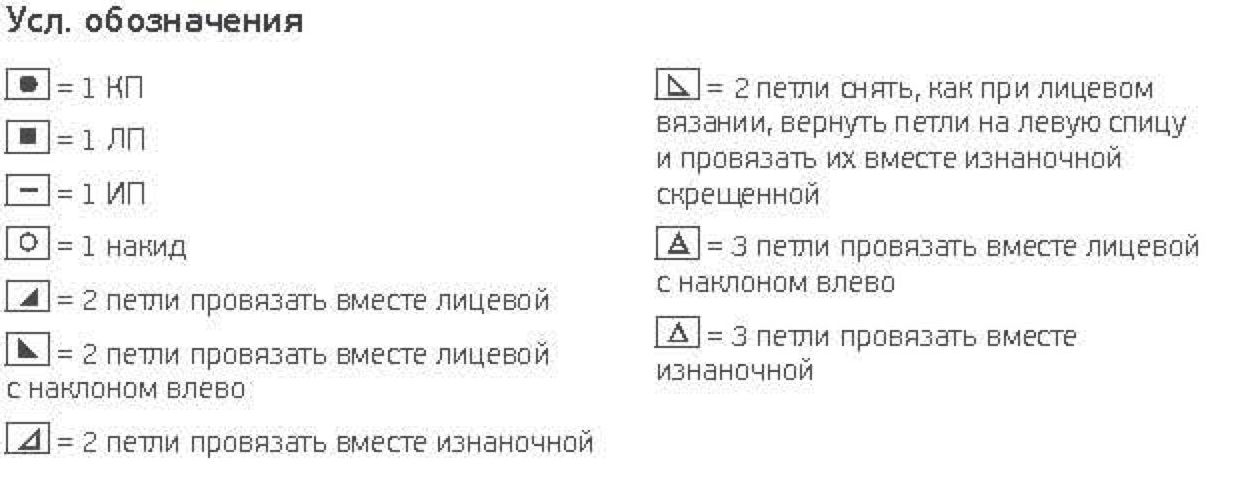 Усл. обозначения
= 1 КП
= 1 ЛП
= 1 ИП
= 1 накид
= 2 петли провязать вместе лицевой
= 2 петли провязать вместе лицевой
с наклоном влево
= 2 петли провязать вместе изнаночной
= 2 петли снять, как при лицевом
вязании, вернуть петли на левую спицу
и провязать их вместе изнаночной
скрещенной
= 3 петли провязать вместе лицевой
с наклоном влево
= 3 петли провязать вместе
изнаночной